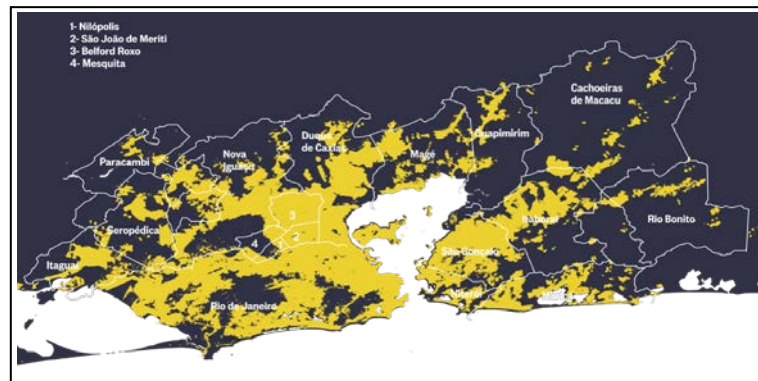 1- Nilópolis
2- São João de Meriti
3- Belford Roxo
4- Mesquita
Cachoeiras
de Macacu
Duque
de Caxias
Guapimirim
Magé
Nova
Iguaçu
Paracambi
3
Rio Bonito
Itaboraí
Seropédica
2
4
1
São Gonçalo
Itaguaí
Niterói
Rio de Janeiro